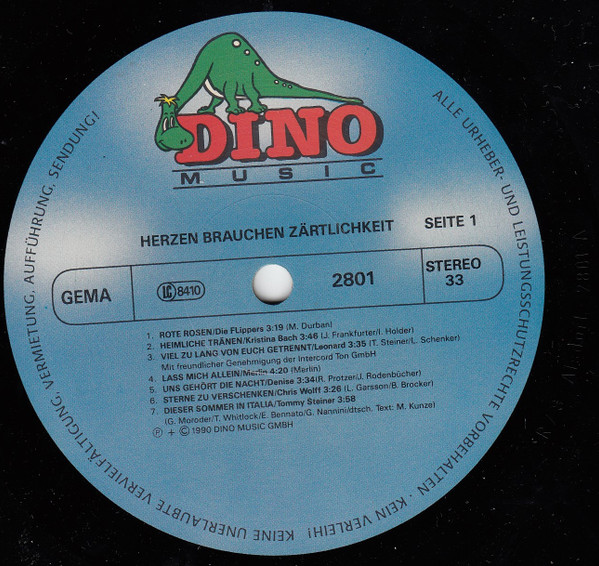 DINO
MUSIC
HERZEN BRAUCHEN ZÄRTLICHKEIT
SEITE 1
GEMA
LC 8410
2801
STEREO
33
1. ROTE ROSEN/Die FLippers 3:19 (M. Durban)
2. HEIMLICHE TRÄNEN/Kristina Bach 3:46 (J. Frankfurter/I. Holder)
3. VIEL ZU LANG VON EUCH GETRENNT/Leonard 3:35 (T. Steiner/L. Schenker)
Mit freundlicher Genehmigung der Intercord Ton GmbH
4. LASS MICH ALLEIN/Merlin 4:20 (Merlin)
5. UNS GEHÖRT DIE NACHT/Denise 3:34(R. Protzer/J. Rodenbücher)
6. STERNE ZU VERSCHENKEN/Chris Wolff 3:26 (L. Garsson/B. Brocker)
7. DIESER SOMMER IN ITALIA/Tommy Steiner 3:58
(G. Moroder/T. Whitlock/E. Bennato/G. Nannini/dtsch. Text: M. Kunze)
Ⓟ + © 1990 DINO MUSIC GMBH
ALLE URHEBER- UND LEISTUNGSSCHUTZRECHTE VORBEHALTEN · KEIN VERLEIH! KEINE UNERLAUBTE VERVIELFÄLTIGUNG, VERMIETUNG, AUFFÜHRUNG, SENDUNG!